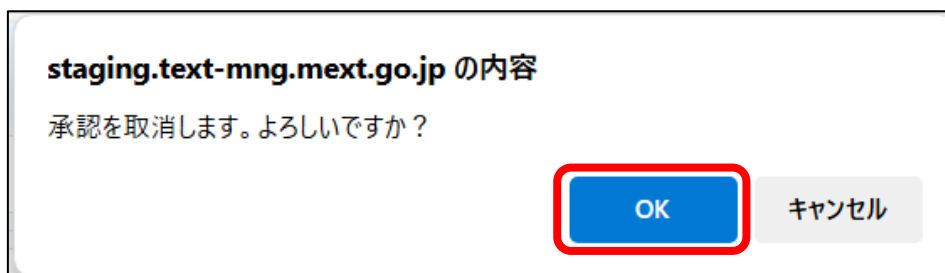 staging.text-mng.mext.go.jp の内容
承認を取消します。よろしいですか？
OK キャンセル